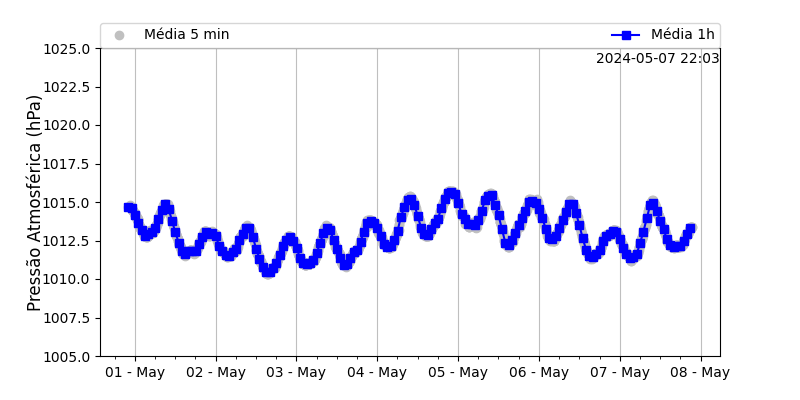 Média 5 min
Média 1h
2024-05-07 22:03
Pressão Atmosférica (hPa)
1025.0
1022.5
1020.0
1017.5
1015.0
1012.5
1010.0
1007.5
1005.0
01 - May 02 - May 03 - May 04 - May 05 - May 06 - May 07 - May 08 - May